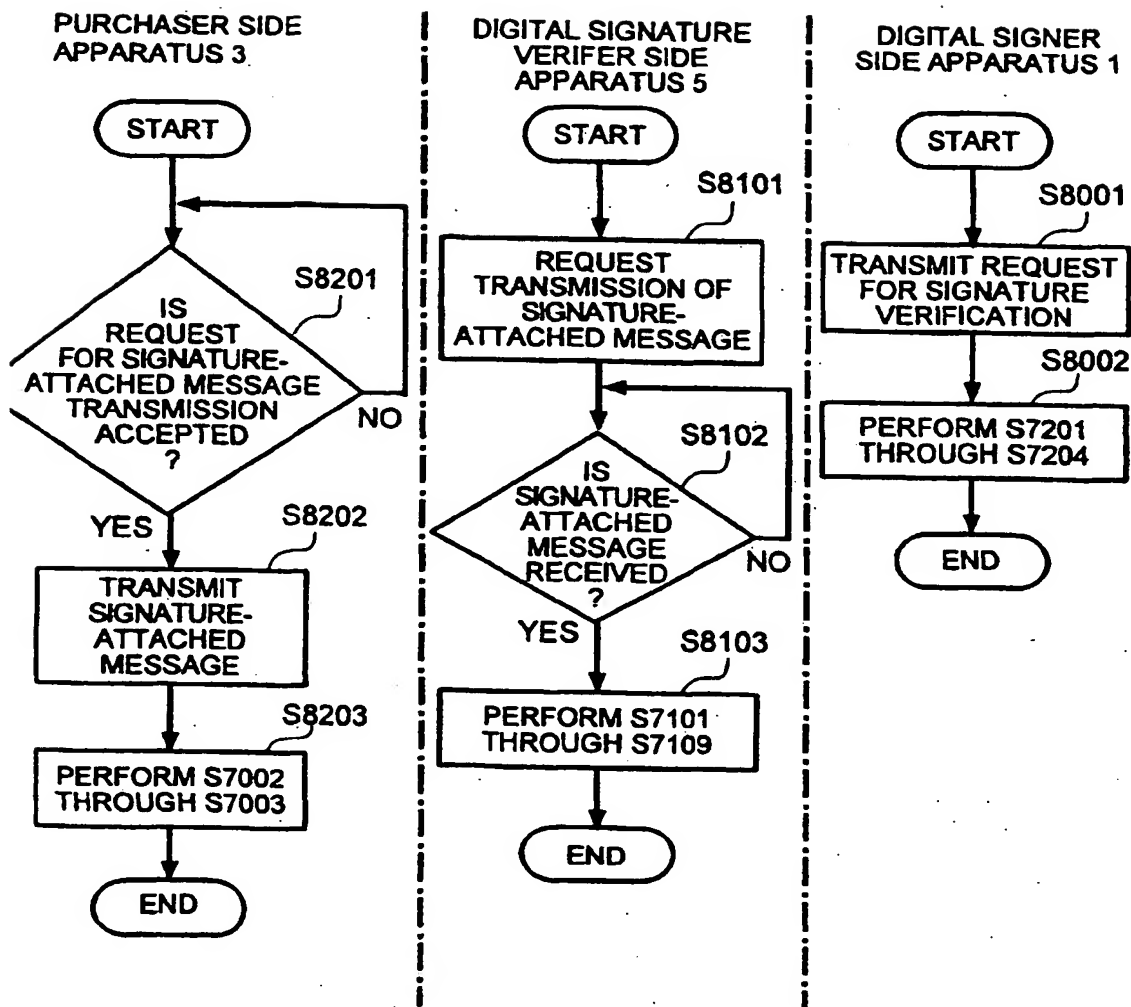 PURCHASER SIDE
APPARATUS 3
START
S8201
IS
REQUEST
FOR SIGNATURE-
ATTACHED MESSAGE
TRANSMISSION
ACCEPTED
?
NO
YES
S8202
TRANSMIT
SIGNATURE-
ATTACHED
MESSAGE
S8203
PERFORM S7002
THROUGH S7003
END
DIGITAL SIGNATURE
VERIFER SIDE
APPARATUS 5
START
S8101
REQUEST
TRANSMISSION OF
SIGNATURE-
ATTACHED MESSAGE
S8102
IS
SIGNATURE-
ATTACHED
MESSAGE
RECEIVED
?
NO
YES
S8103
PERFORM S7101
THROUGH S7109
END
DIGITAL SIGNER
SIDE APPARATUS 1
START
S8001
TRANSMIT REQUEST
FOR SIGNATURE
VERIFICATION
S8002
PERFORM S7201
THROUGH S7204
END